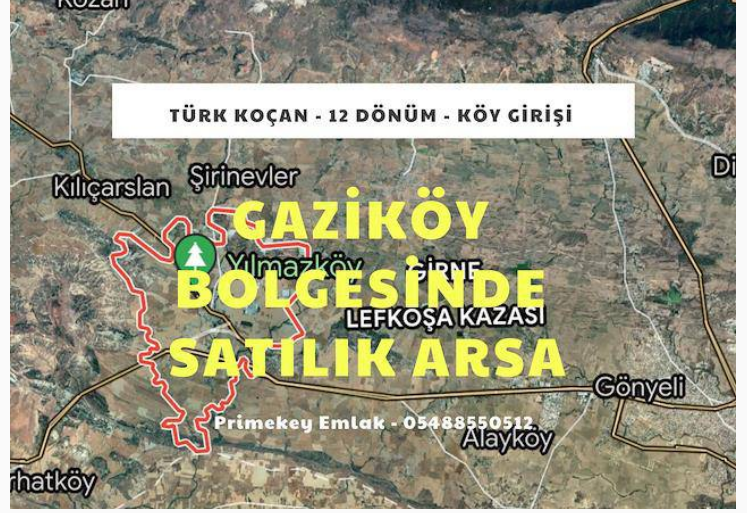 Kozan
TÜRK KOÇAN - 12 DÖNÜM - KÖY GİRİŞİ
Di
Kılıçarslan
Şirinevler
GAZİKÖY
Yılmazköy
GİRNE
BÖLGESİNDE
LEFKOŞA KAZASI
SATILIK ARSA
Gönyeli
Primekey Emlak - 05488550512
Alayköy
rhatköy